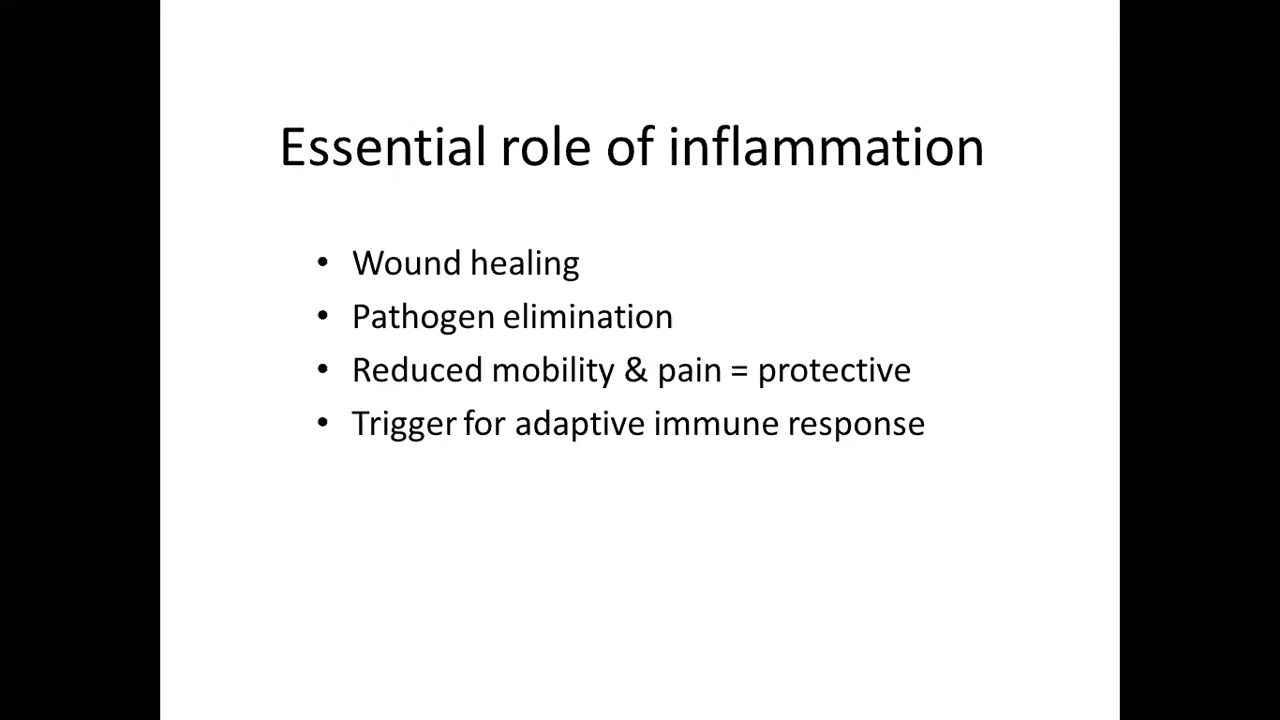 Essential role of inflammation
• Wound healing
• Pathogen elimination
• Reduced mobility & pain = protective
• Trigger for adaptive immune response